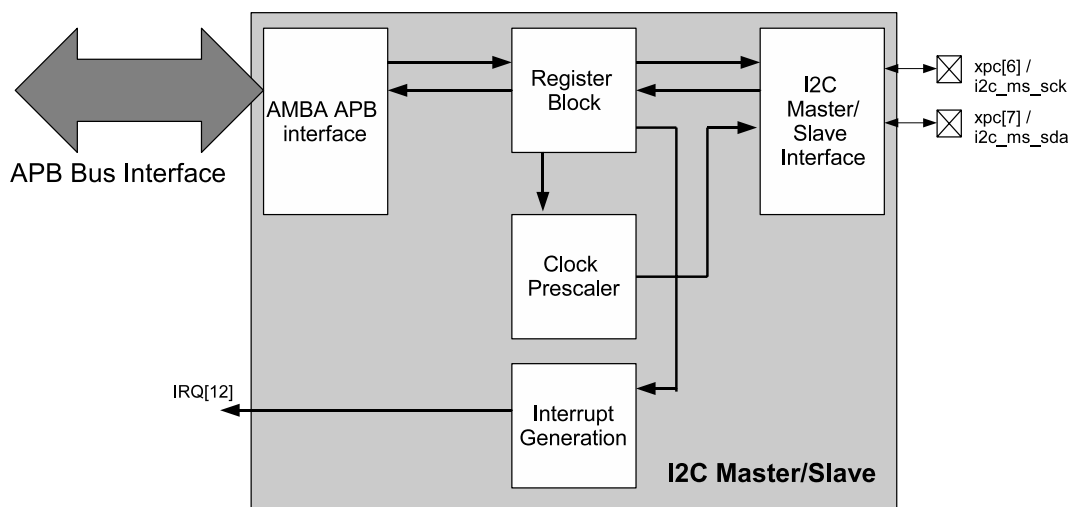 AMBA APB
interface
Register
Block
I2C
Master/
Slave
Interface
xpc[6] /
i2c_ms_sck
xpc[7] /
i2c_ms_sda
APB Bus Interface
Clock
Prescaler
IRQ[12]
Interrupt
Generation
I2C Master/Slave